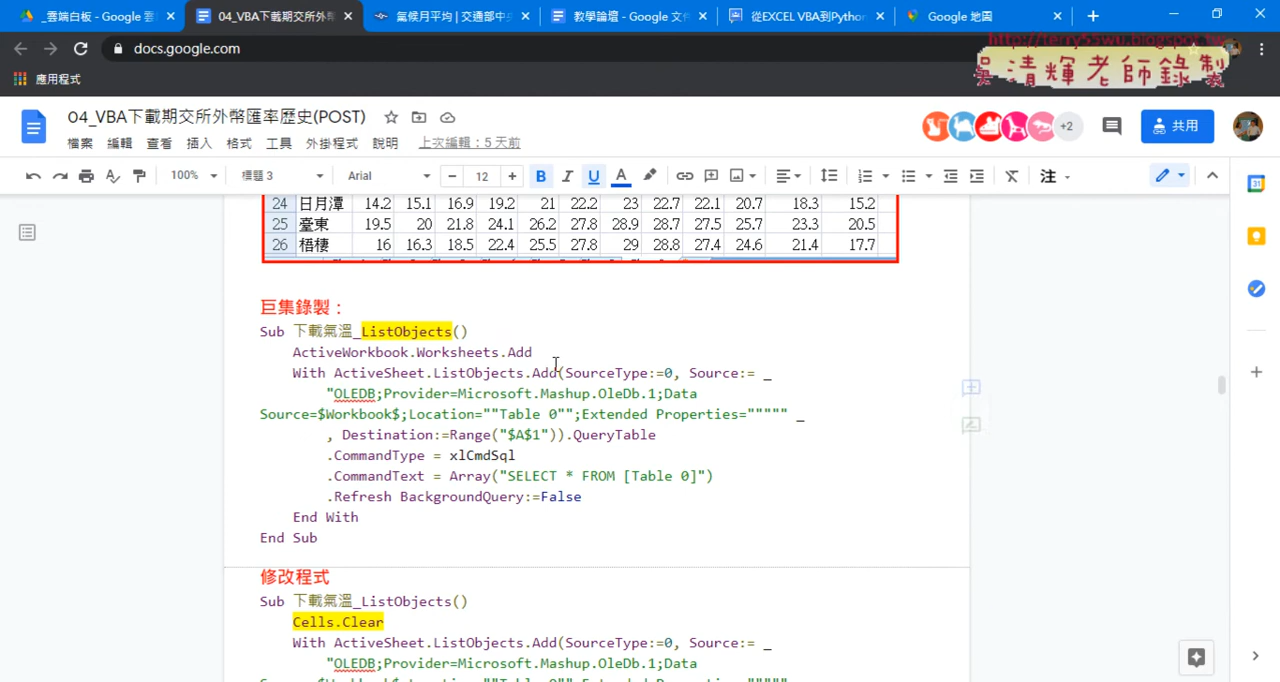 _雲端白板 - Google 雲
04_VBA下載期交所外幣
氣候月平均 | 交通部中央
教學論壇 - Google 文件
從EXCEL VBA到Python
Google 地圖
docs.google.com
應用程式
吳清輝老師錄製
04_VBA下載期交所外幣匯率歷史(POST)
檔案 編輯 查看 插入 格式 工具 外掛程式 說明 上次編輯：5 天前
+2
共用
100% 標題 3 Arial 12 B I U A 注
24 日月潭 14.2 15.1 16.9 19.2 21 22.2 23 22.7 22.1 20.7 18.3 15.2
25 臺東 19.5 20 21.8 24.1 26.2 27.8 28.9 28.7 27.5 25.7 23.3 20.5
26 梧棲 16 16.3 18.5 22.4 25.5 27.8 29 28.8 27.4 24.6 21.4 17.7
巨集錄製：
Sub 下載氣溫_ListObjects()
ActiveWorkbook.Worksheets.Add
With ActiveSheet.ListObjects.Add(SourceType:=0, Source:= _
"OLEDB;Provider=Microsoft.Mashup.OleDb.1;Data
Source=$Workbook$;Location=""Table 0"";Extended Properties=""""" _
, Destination:=Range("$A$1")).QueryTable
.CommandType = xlCmdSql
.CommandText = Array("SELECT * FROM [Table 0]")
.Refresh BackgroundQuery:=False
End With
End Sub
修改程式
Sub 下載氣溫_ListObjects()
Cells.Clear
With ActiveSheet.ListObjects.Add(SourceType:=0, Source:= _
"OLEDB;Provider=Microsoft.Mashup.OleDb.1;Data